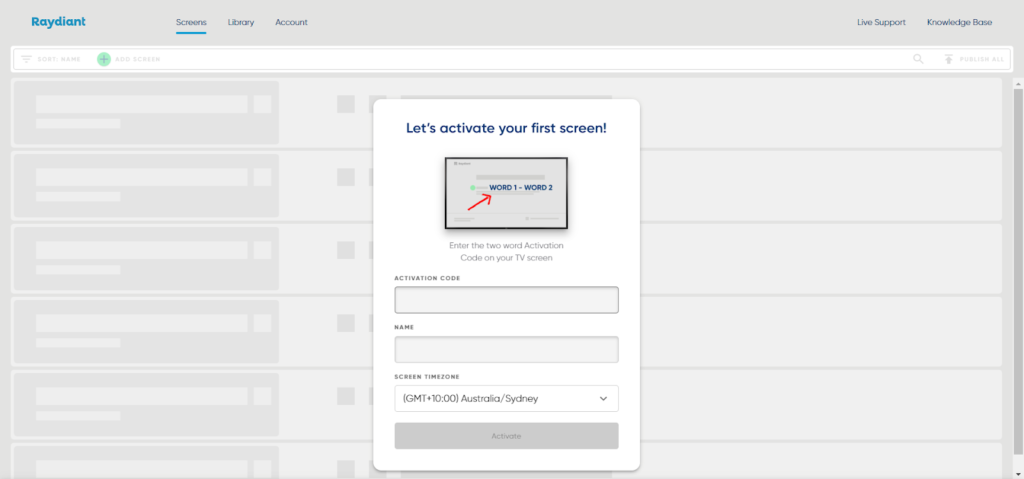 Raydiant
Screens
Library
Account
Live Support
Knowledge Base
SORT: NAME
ADD SCREEN
PUBLISH ALL
Let's activate your first screen!
WORD 1 - WORD 2
Enter the two word Activation
Code on your TV screen
ACTIVATION CODE
NAME
SCREEN TIMEZONE
(GMT+10:00) Australia/Sydney
Activate